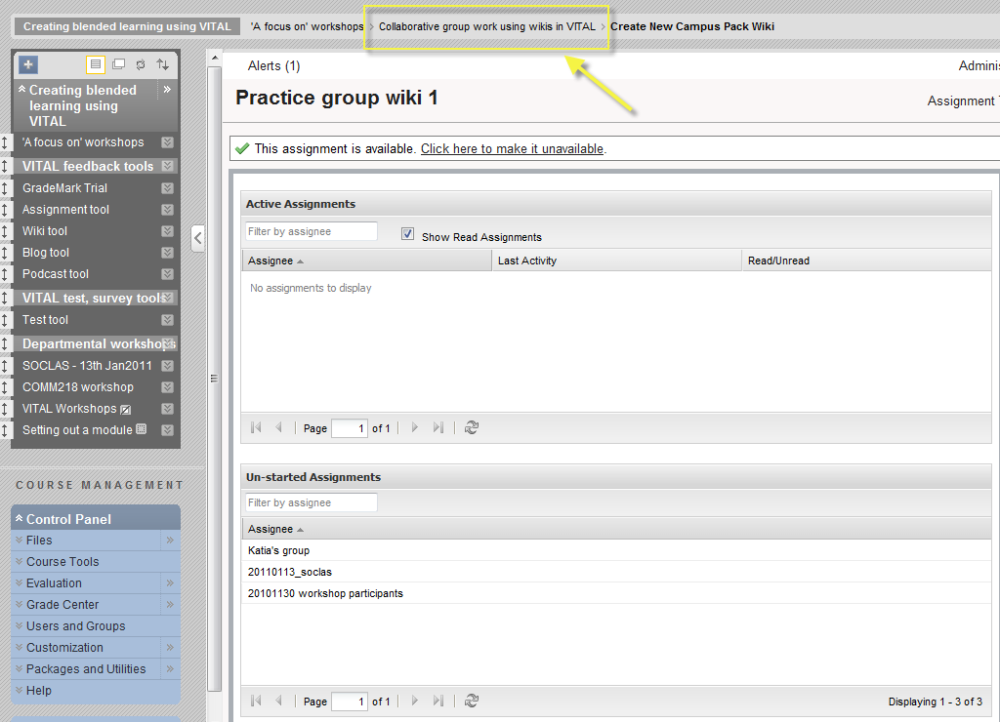 Creating blended learning using VITAL 'A focus on' workshops > Collaborative group work using wikis in VITAL > Create New Campus Pack Wiki
Creating blended
learning using
VITAL
'A focus on' workshops
VITAL feedback tools
GradeMark Trial
Assignment tool
Wiki tool
Blog tool
Podcast tool
VITAL test, survey tools
Test tool
Departmental workshops
SOCLAS - 13th Jan2011
COMM218 workshop
VITAL Workshops
Setting out a module
COURSE MANAGEMENT
Control Panel
Files
Course Tools
Evaluation
Grade Center
Users and Groups
Customization
Packages and Utilities
Help
Alerts (1)
Adminis
Practice group wiki 1
Assignment
This assignment is available. Click here to make it unavailable.
Active Assignments
Filter by assignee Show Read Assignments
Assignee Last Activity Read/Unread
No assignments to display
Page 1 of 1
Un-started Assignments
Filter by assignee
Assignee
Katia's group
20110113_soclas
20101130 workshop participants
Page 1 of 1 Displaying 1 - 3 of 3